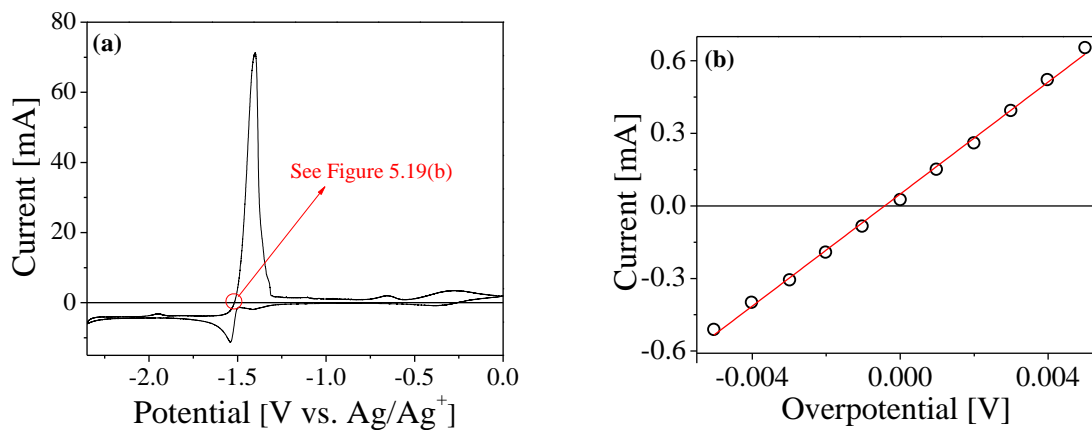 (a)
80
60
40
20
0
Current [mA]
See Figure 5.19(b)
-2.0 -1.5 -1.0 -0.5 0.0
Potential [V vs. Ag/Ag⁺]
(b)
0.6
0.3
0.0
-0.3
-0.6
Current [mA]
-0.004 0.000 0.004
Overpotential [V]